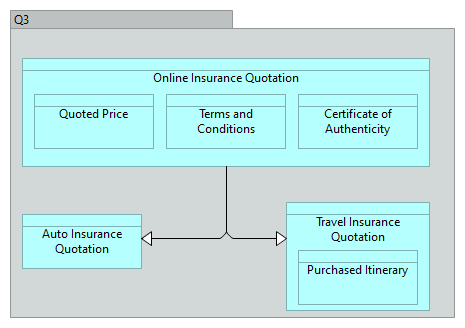 Q3
Online Insurance Quotation
Quoted Price
Terms and
Conditions
Certificate of
Authenticity
Auto Insurance
Quotation
Travel Insurance
Quotation
Purchased Itinerary